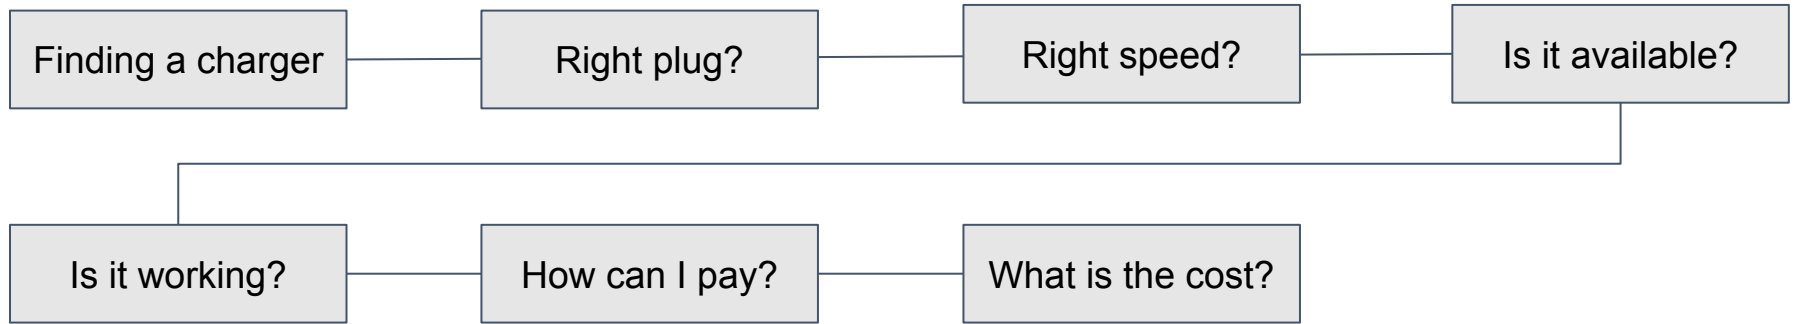 Finding a charger
Right plug?
Right speed?
Is it available?
Is it working?
How can I pay?
What is the cost?